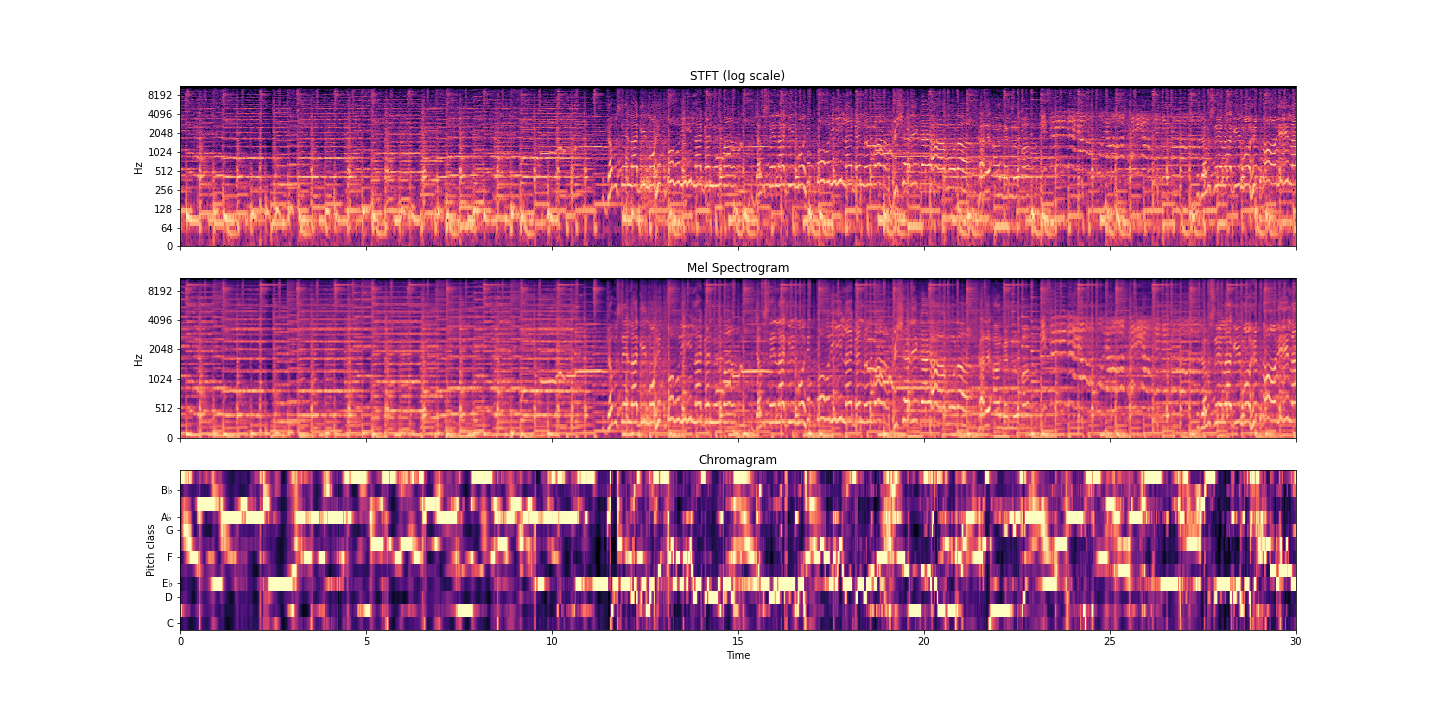 STFT (log scale)
8192
4096
2048
1024
512
256
128
64
0
Hz
Mel Spectrogram
8192
4096
2048
1024
512
0
Hz
Chromagram
B♭
A♭
G
F
E♭
D
C
Pitch class
0 5 10 15 20 25 30
Time